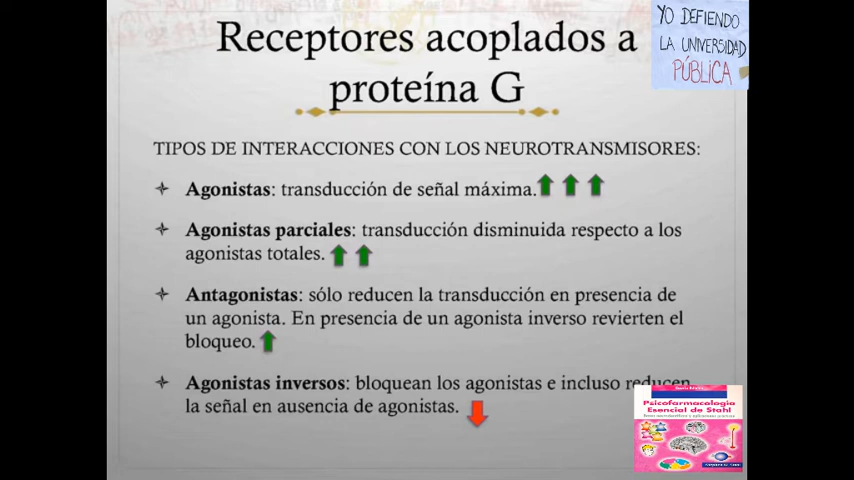 Receptores acoplados a
proteína G
YO DEFIENDO
LA UNIVERSIDAD
PÚBLICA
TIPOS DE INTERACCIONES CON LOS NEUROTRANSMISORES:
Agonistas: transducción de señal máxima.
Agonistas parciales: transducción disminuida respecto a los
agonistas totales.
Antagonistas: sólo reducen la transducción en presencia de
un agonista. En presencia de un agonista inverso revierten el
bloqueo.
Agonistas inversos: bloquean los agonistas e incluso reducen
la señal en ausencia de agonistas.
Psicofarmacología
Esencial de Stahl